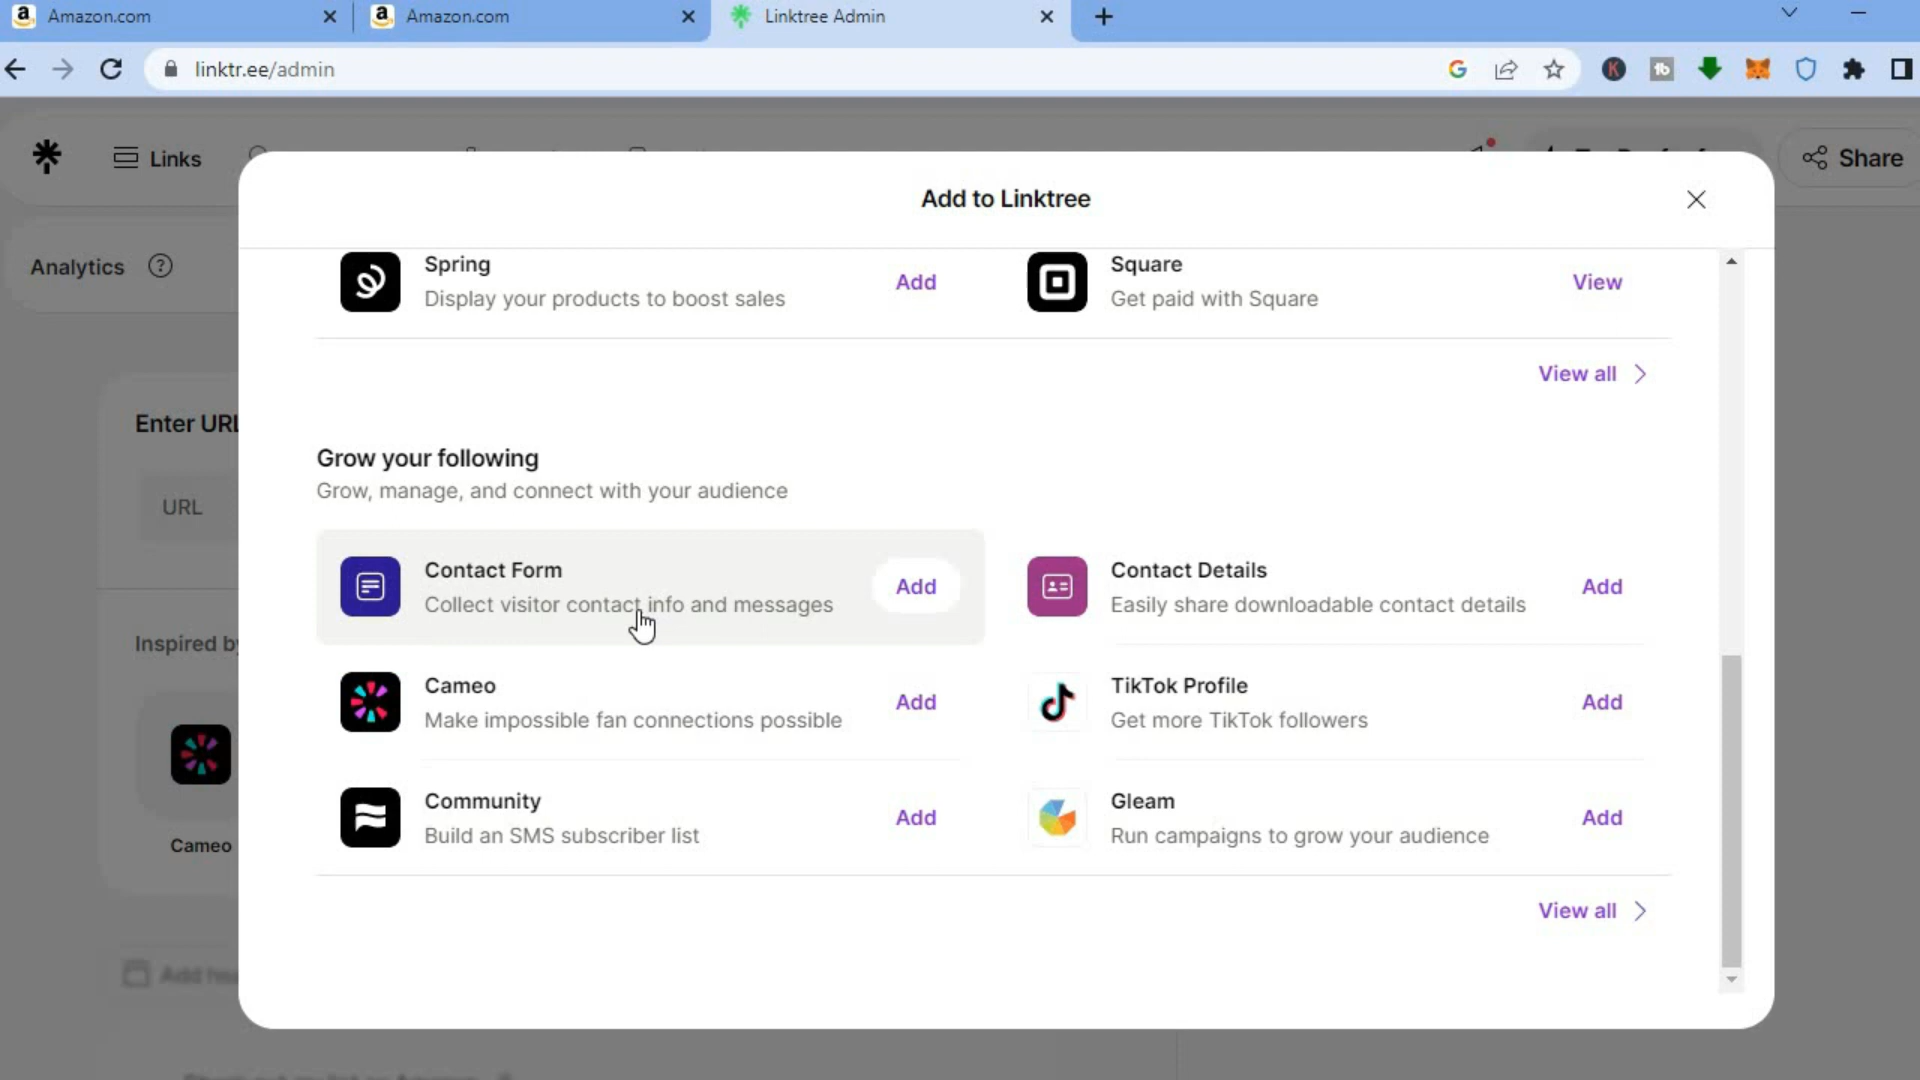 Amazon.com
Amazon.com
Linktree Admin
linktr.ee/admin
Links
Share
Add to Linktree
Analytics ?
Spring
Display your products to boost sales
Add
Square
Get paid with Square
View
View all
Enter URL
URL
Grow your following
Grow, manage, and connect with your audience
Contact Form
Collect visitor contact info and messages
Add
Contact Details
Easily share downloadable contact details
Add
Inspired by
Cameo
Make impossible fan connections possible
Add
TikTok Profile
Get more TikTok followers
Add
Community
Build an SMS subscriber list
Add
Gleam
Run campaigns to grow your audience
Add
Cameo
View all
Add